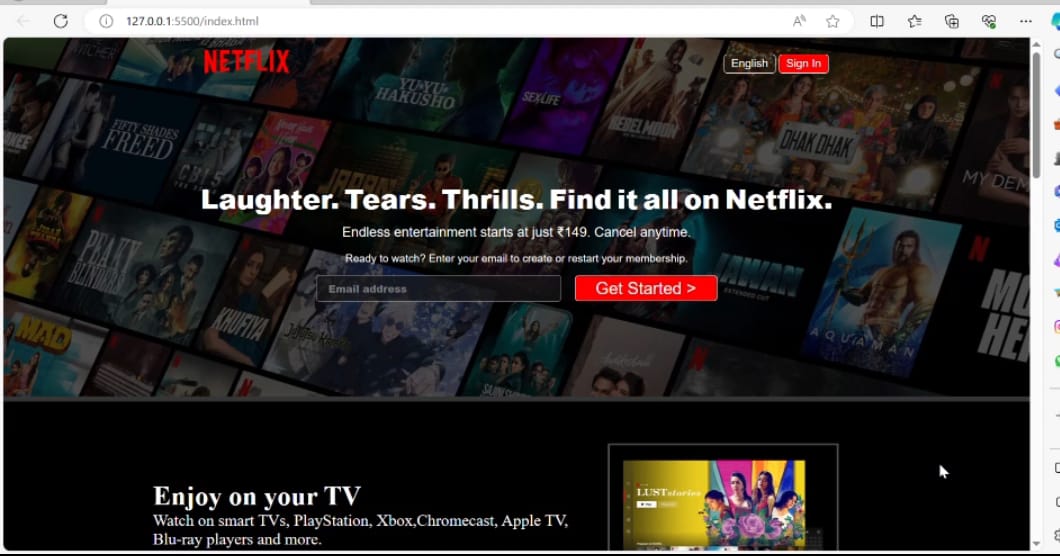 127.0.0.1:5500/index.html
WITCHER
NETFLIX
English
Sign In
YU YU
HAKUSHO
SEX/LIFE
REBEL MOON
FIFTY SHADES
FREED
DHAK DHAK
MY DEM
Laughter. Tears. Thrills. Find it all on Netflix.
Endless entertainment starts at just ₹149. Cancel anytime.
Ready to watch? Enter your email to create or restart your membership.
Email address
Get Started >
PEAKY
BLINDERS
JAWAN
EXTENDED CUT
KHUFIYA
AQUAMAN
MAD
Enjoy on your TV
Watch on smart TVs, PlayStation, Xbox,Chromecast, Apple TV,
Blu-ray players and more.
LUST stories